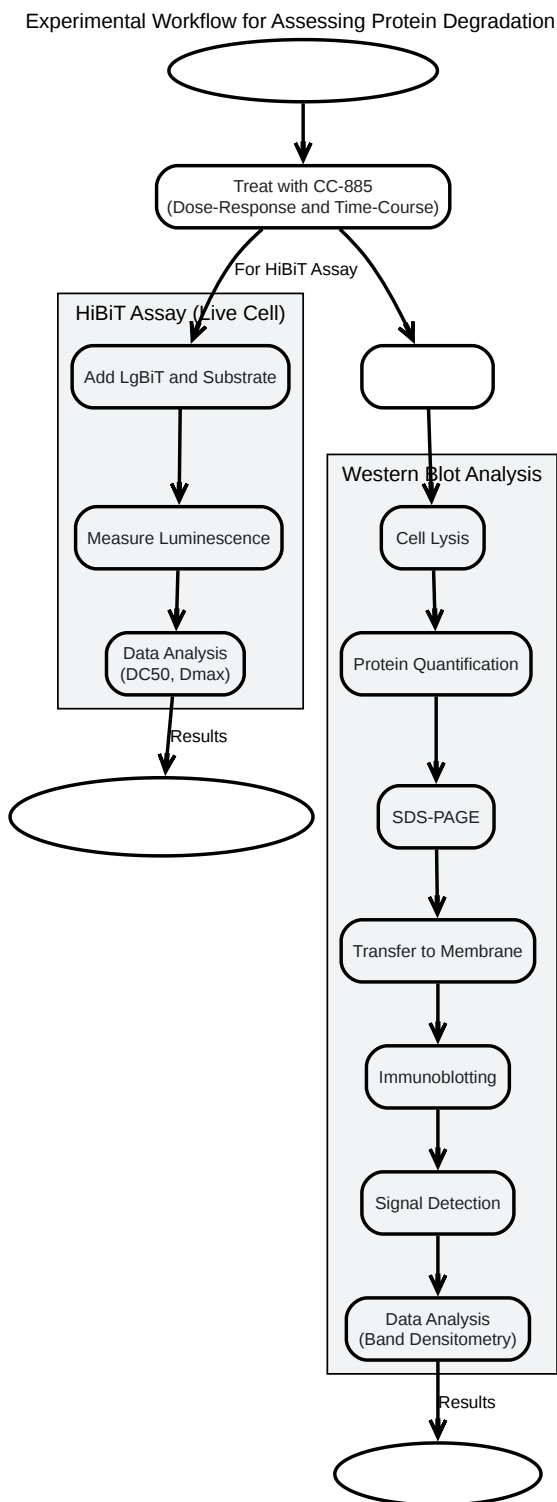 Experimental Workflow for Assessing Protein Degradation
Treat with CC-885
(Dose-Response and Time-Course)
For HiBiT Assay
HiBiT Assay (Live Cell)
Add LgBiT and Substrate
Measure Luminescence
Data Analysis
(DC50, Dmax)
Results
Western Blot Analysis
Cell Lysis
Protein Quantification
SDS-PAGE
Transfer to Membrane
Immunoblotting
Signal Detection
Data Analysis
(Band Densitometry)
Results